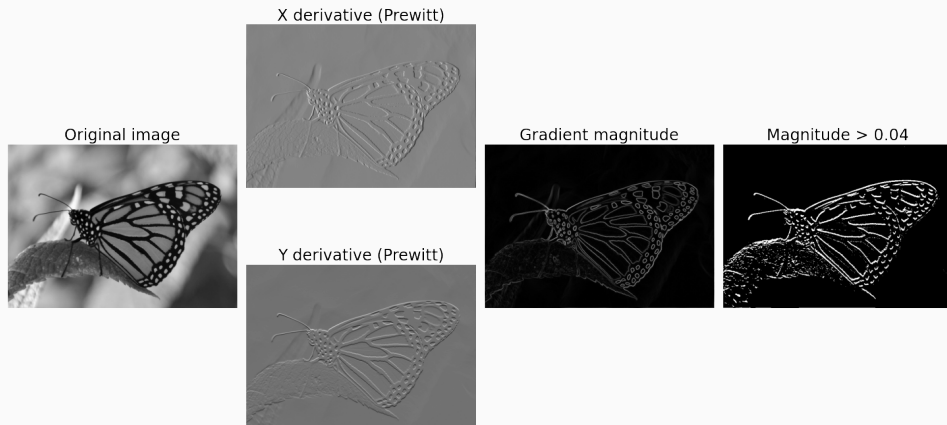 X derivative (Prewitt)
Original image
Gradient magnitude
Magnitude > 0.04
Y derivative (Prewitt)